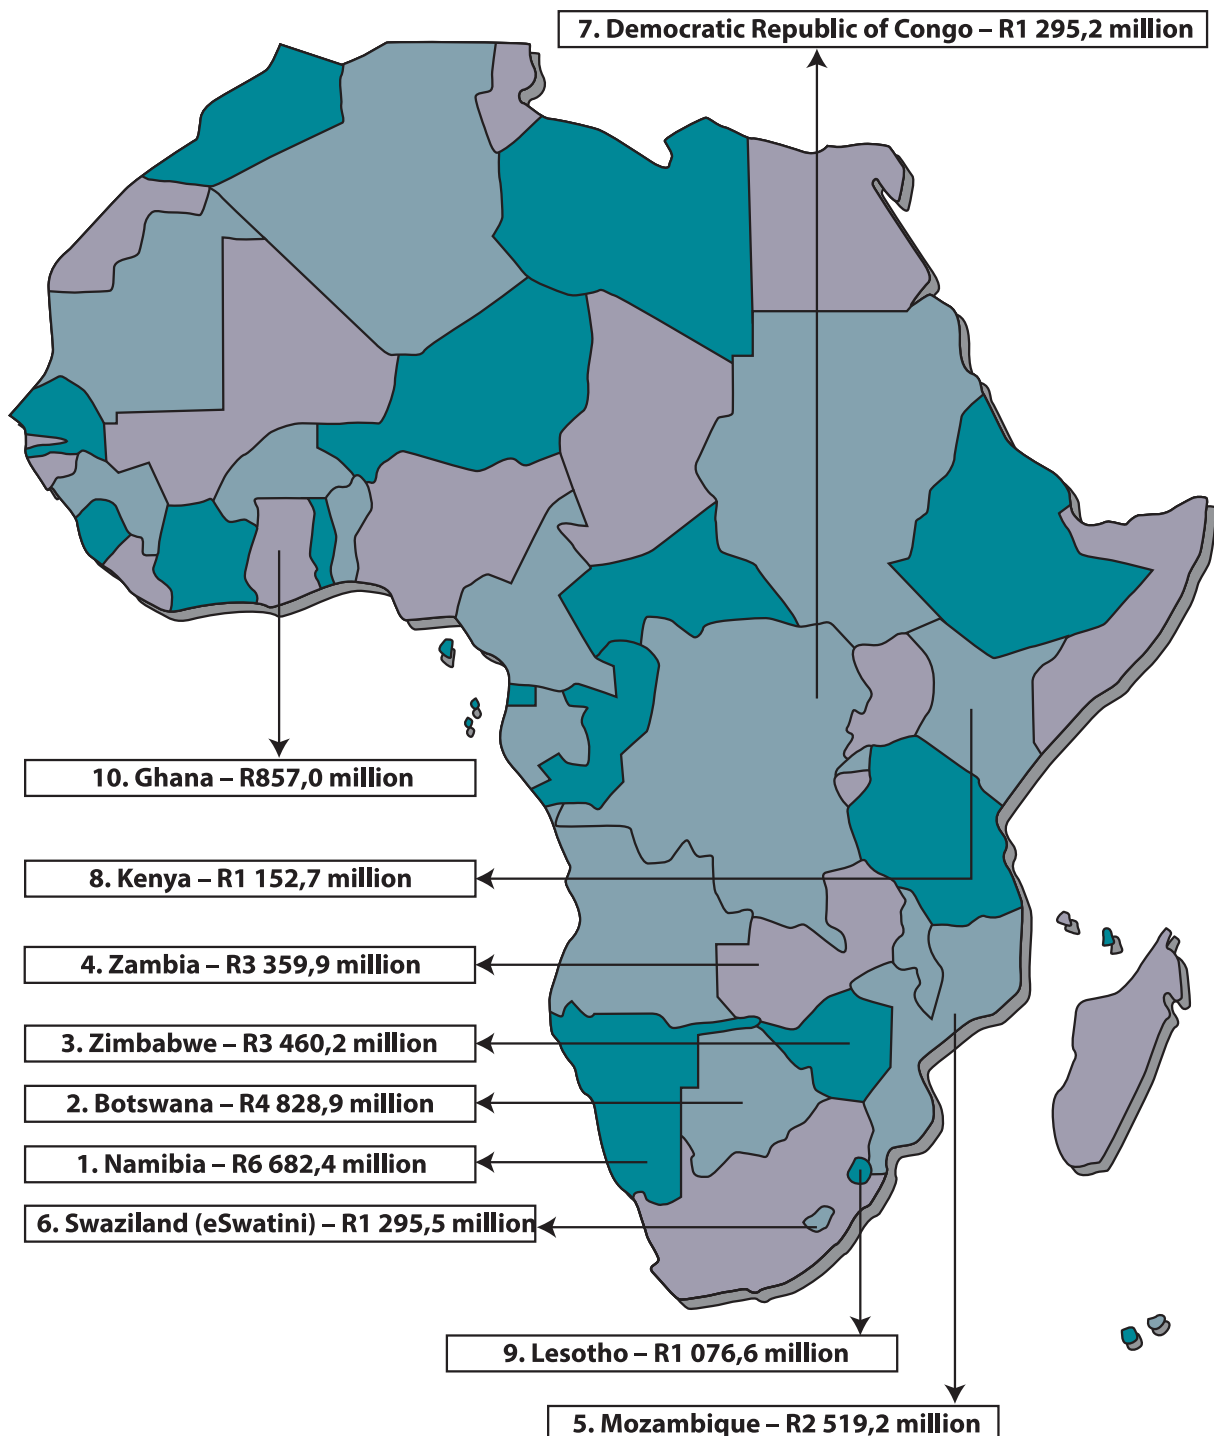 7. Democratic Republic of Congo – R1 295,2 million
10. Ghana – R857,0 million
8. Kenya – R1 152,7 million
4. Zambia – R3 359,9 million
3. Zimbabwe – R3 460,2 million
2. Botswana – R4 828,9 million
1. Namibia – R6 682,4 million
6. Swaziland (eSwatini) – R1 295,5 million
9. Lesotho – R1 076,6 million
5. Mozambique – R2 519,2 million